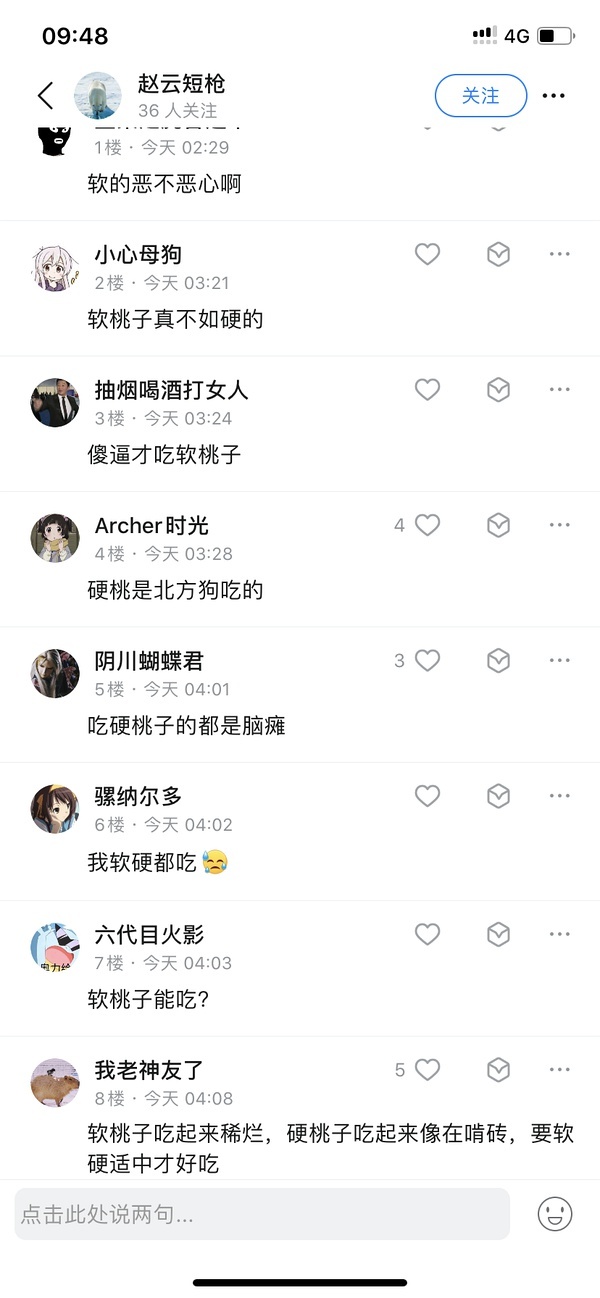 09:48
4G
赵云短枪
36 人关注
关注
1楼 · 今天 02:29
软的恶不恶心啊
小心母狗
2楼 · 今天 03:21
软桃子真不如硬的
抽烟喝酒打女人
3楼 · 今天 03:24
傻逼才吃软桃子
Archer时光
4
4楼 · 今天 03:28
硬桃是北方狗吃的
阴川蝴蝶君
3
5楼 · 今天 04:01
吃硬桃子的都是脑瘫
骡纳尔多
6楼 · 今天 04:02
我软硬都吃😥
六代目火影
7楼 · 今天 04:03
软桃子能吃?
我老神友了
5
8楼 · 今天 04:08
软桃子吃起来稀烂，硬桃子吃起来像在啃砖，要软
硬适中才好吃
点击此处说两句...